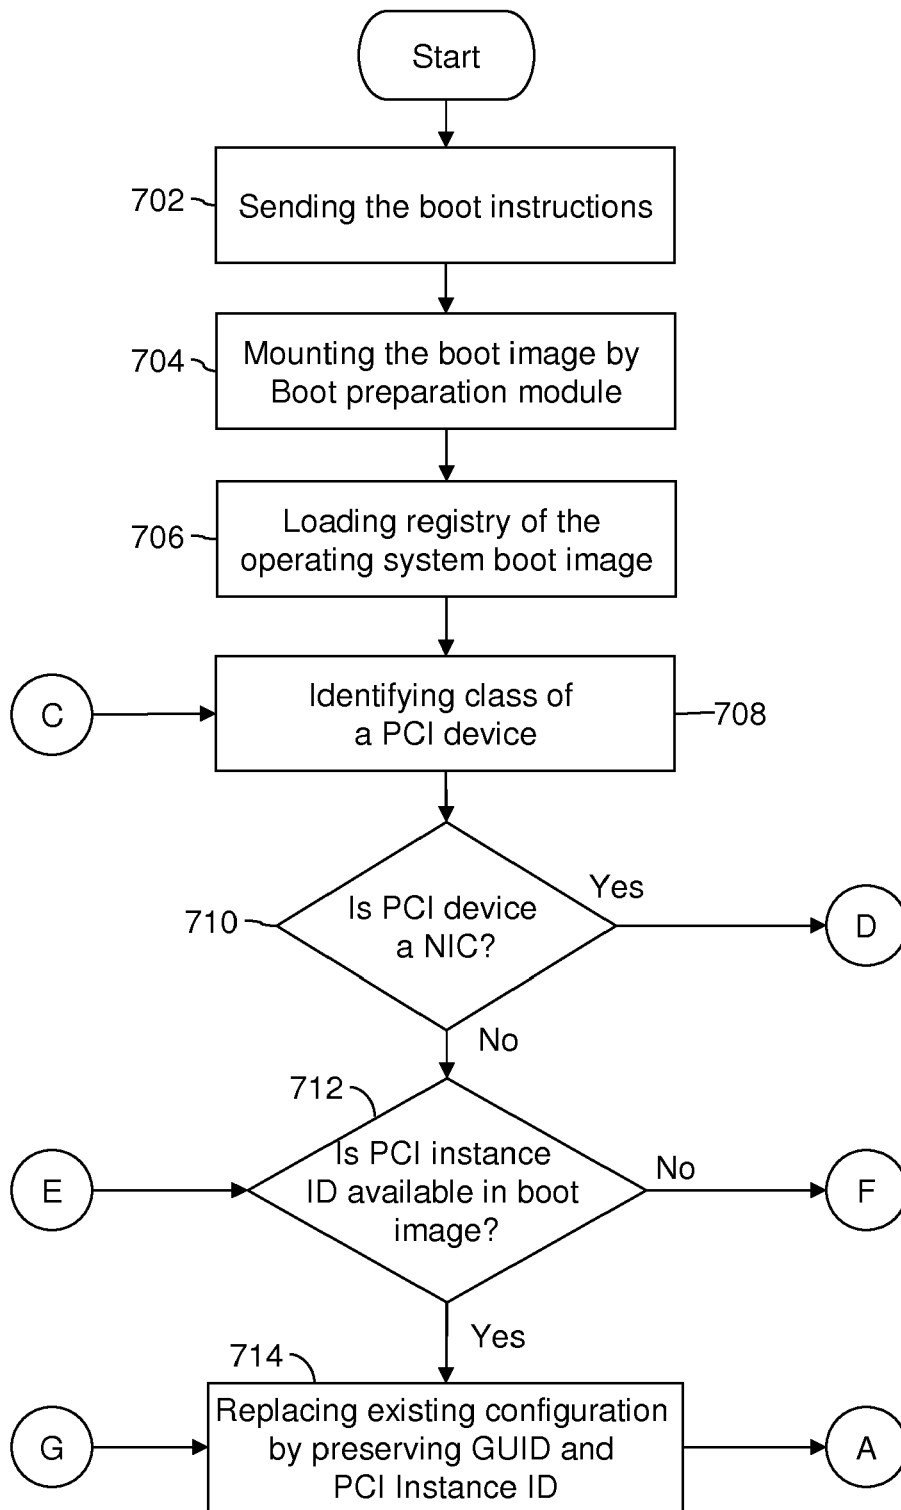 Start
702
Sending the boot instructions
704
Mounting the boot image by
Boot preparation module
706
Loading registry of the
operating system boot image
C
Identifying class of
a PCI device
708
710
Is PCI device
a NIC?
Yes
D
No
712
E
Is PCI instance
ID available in boot
image?
No
F
Yes
714
G
Replacing existing configuration
by preserving GUID and
PCI Instance ID
A